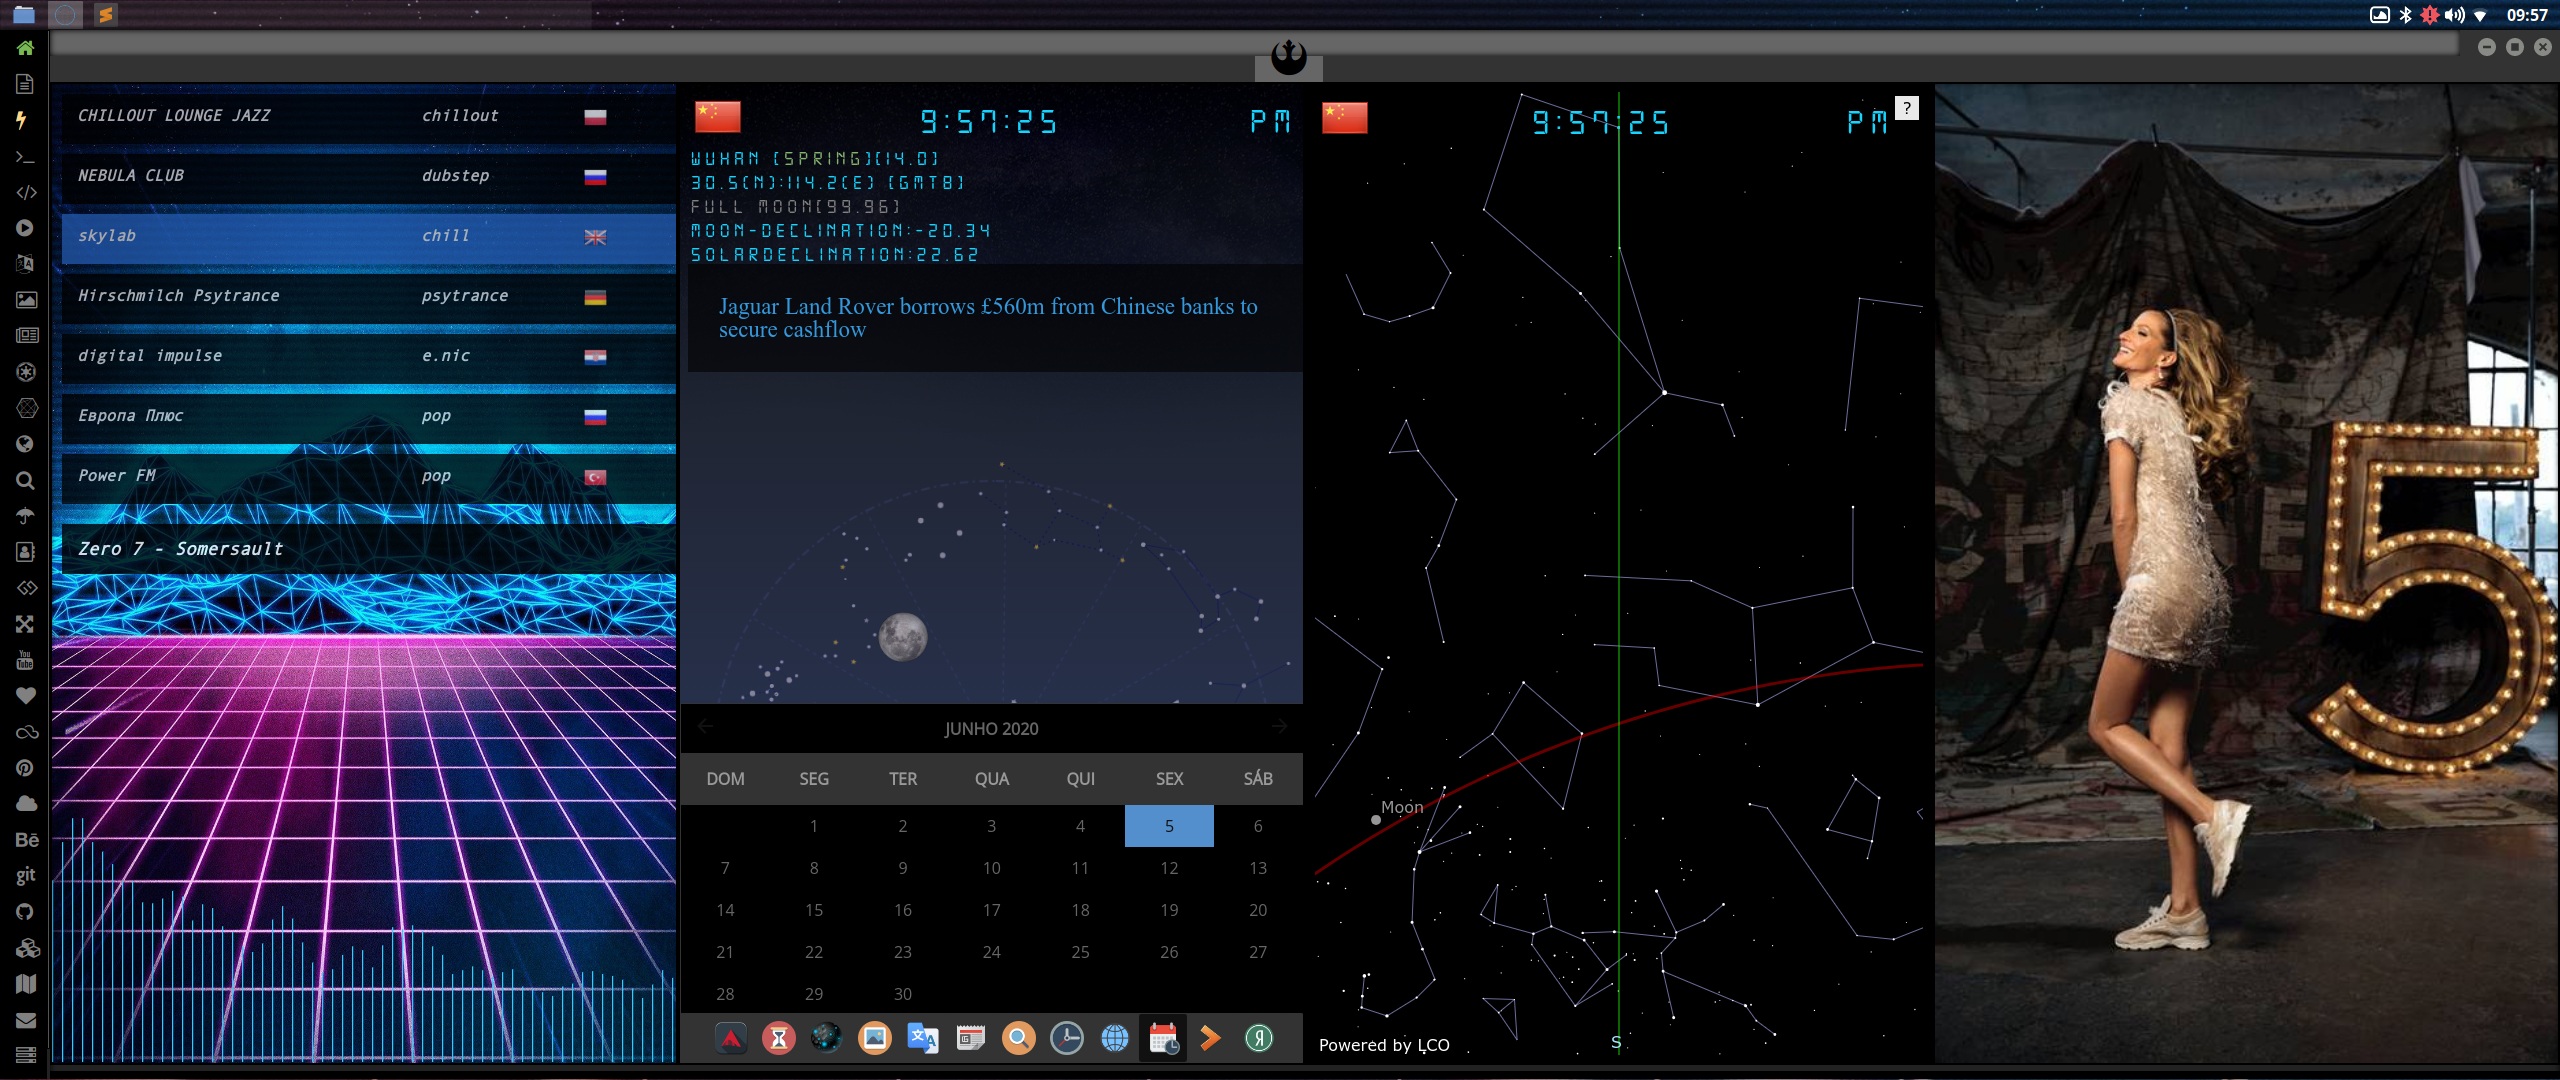 09:57
CHILLOUT LOUNGE JAZZ chillout
NEBULA CLUB dubstep
skylab chill
Hirschmilch Psytrance psytrance
digital impulse e.nic
Европа Плюс pop
Power FM pop
Zero 7 - Somersault
You
Tube
Bē
git
9:57:25 PM
WUHAN [SPRING][14.0]
30.5(N):114.2(E) [GMT8]
FULL MOON[99.96]
MOON-DECLINATION:-20.34
SOLARDECLINATION:22.62
Jaguar Land Rover borrows £560m from Chinese banks to
secure cashflow
JUNHO 2020
DOM SEG TER QUA QUI SEX SÁB
1 2 3 4 5 6
7 8 9 10 11 12 13
14 15 16 17 18 19 20
21 22 23 24 25 26 27
28 29 30
Я
9:57:25 PM
?
Moon
S
Powered by LCO
5